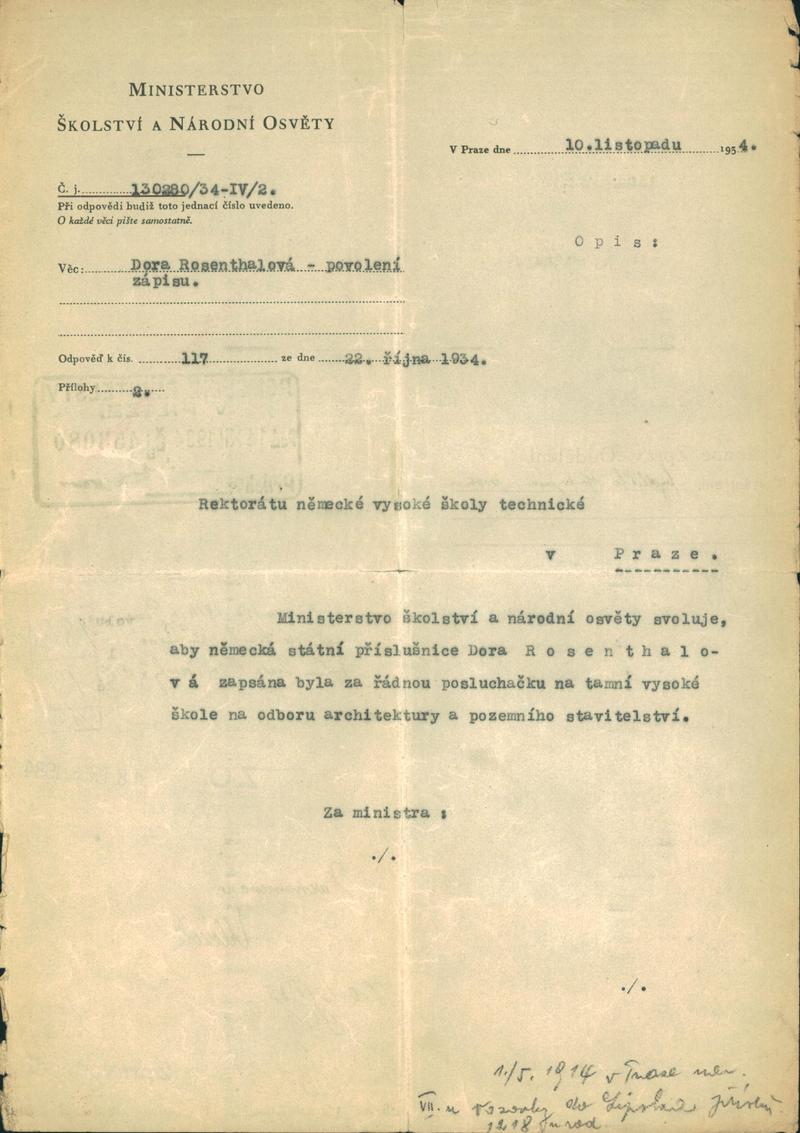 MINISTERSTVO
ŠKOLSTVÍ A NÁRODNÍ OSVĚTY
V Praze dne 10.listopadu 1934.
Č. j. 130280/34-IV/2.
Při odpovědi budiž toto jednací číslo uvedeno.
O každé věci pište samostatně.
Opis:
Věc: Dora Rosenthalová - povolení
zápisu.
Odpověď k čís. 117 ze dne 22. října 1934.
Přílohy 2.
Rektorátu německé vysoké školy technické
v Praze.
Ministerstvo školství a národní osvěty svoluje,
aby německá státní příslušnice Dora Rosenthalo-
vá zapsána byla za řádnou posluchačku na tamní vysoké
škole na odboru architektury a pozemního stavitelství.
Za ministra :
./.
./.
1./5. 1914 v
VII. u do
1218